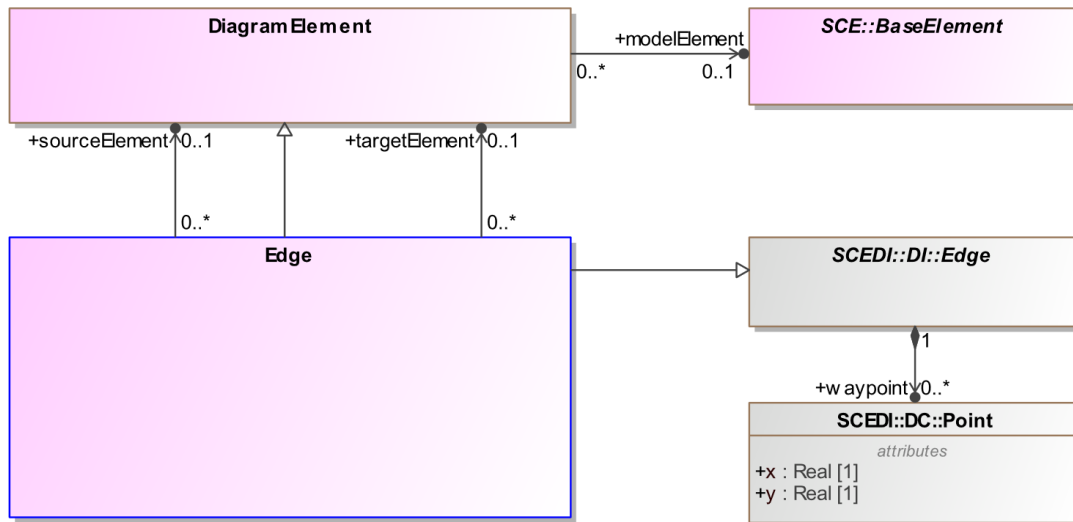 DiagramElement
SCE::BaseElement
+modelElement
0..*
0..1
+sourceElement
0..1
+targetElement
0..1
0..*
0..*
Edge
SCEDI::DI::Edge
1
+waypoint
0..*
SCEDI::DC::Point
attributes
+x : Real [1]
+y : Real [1]